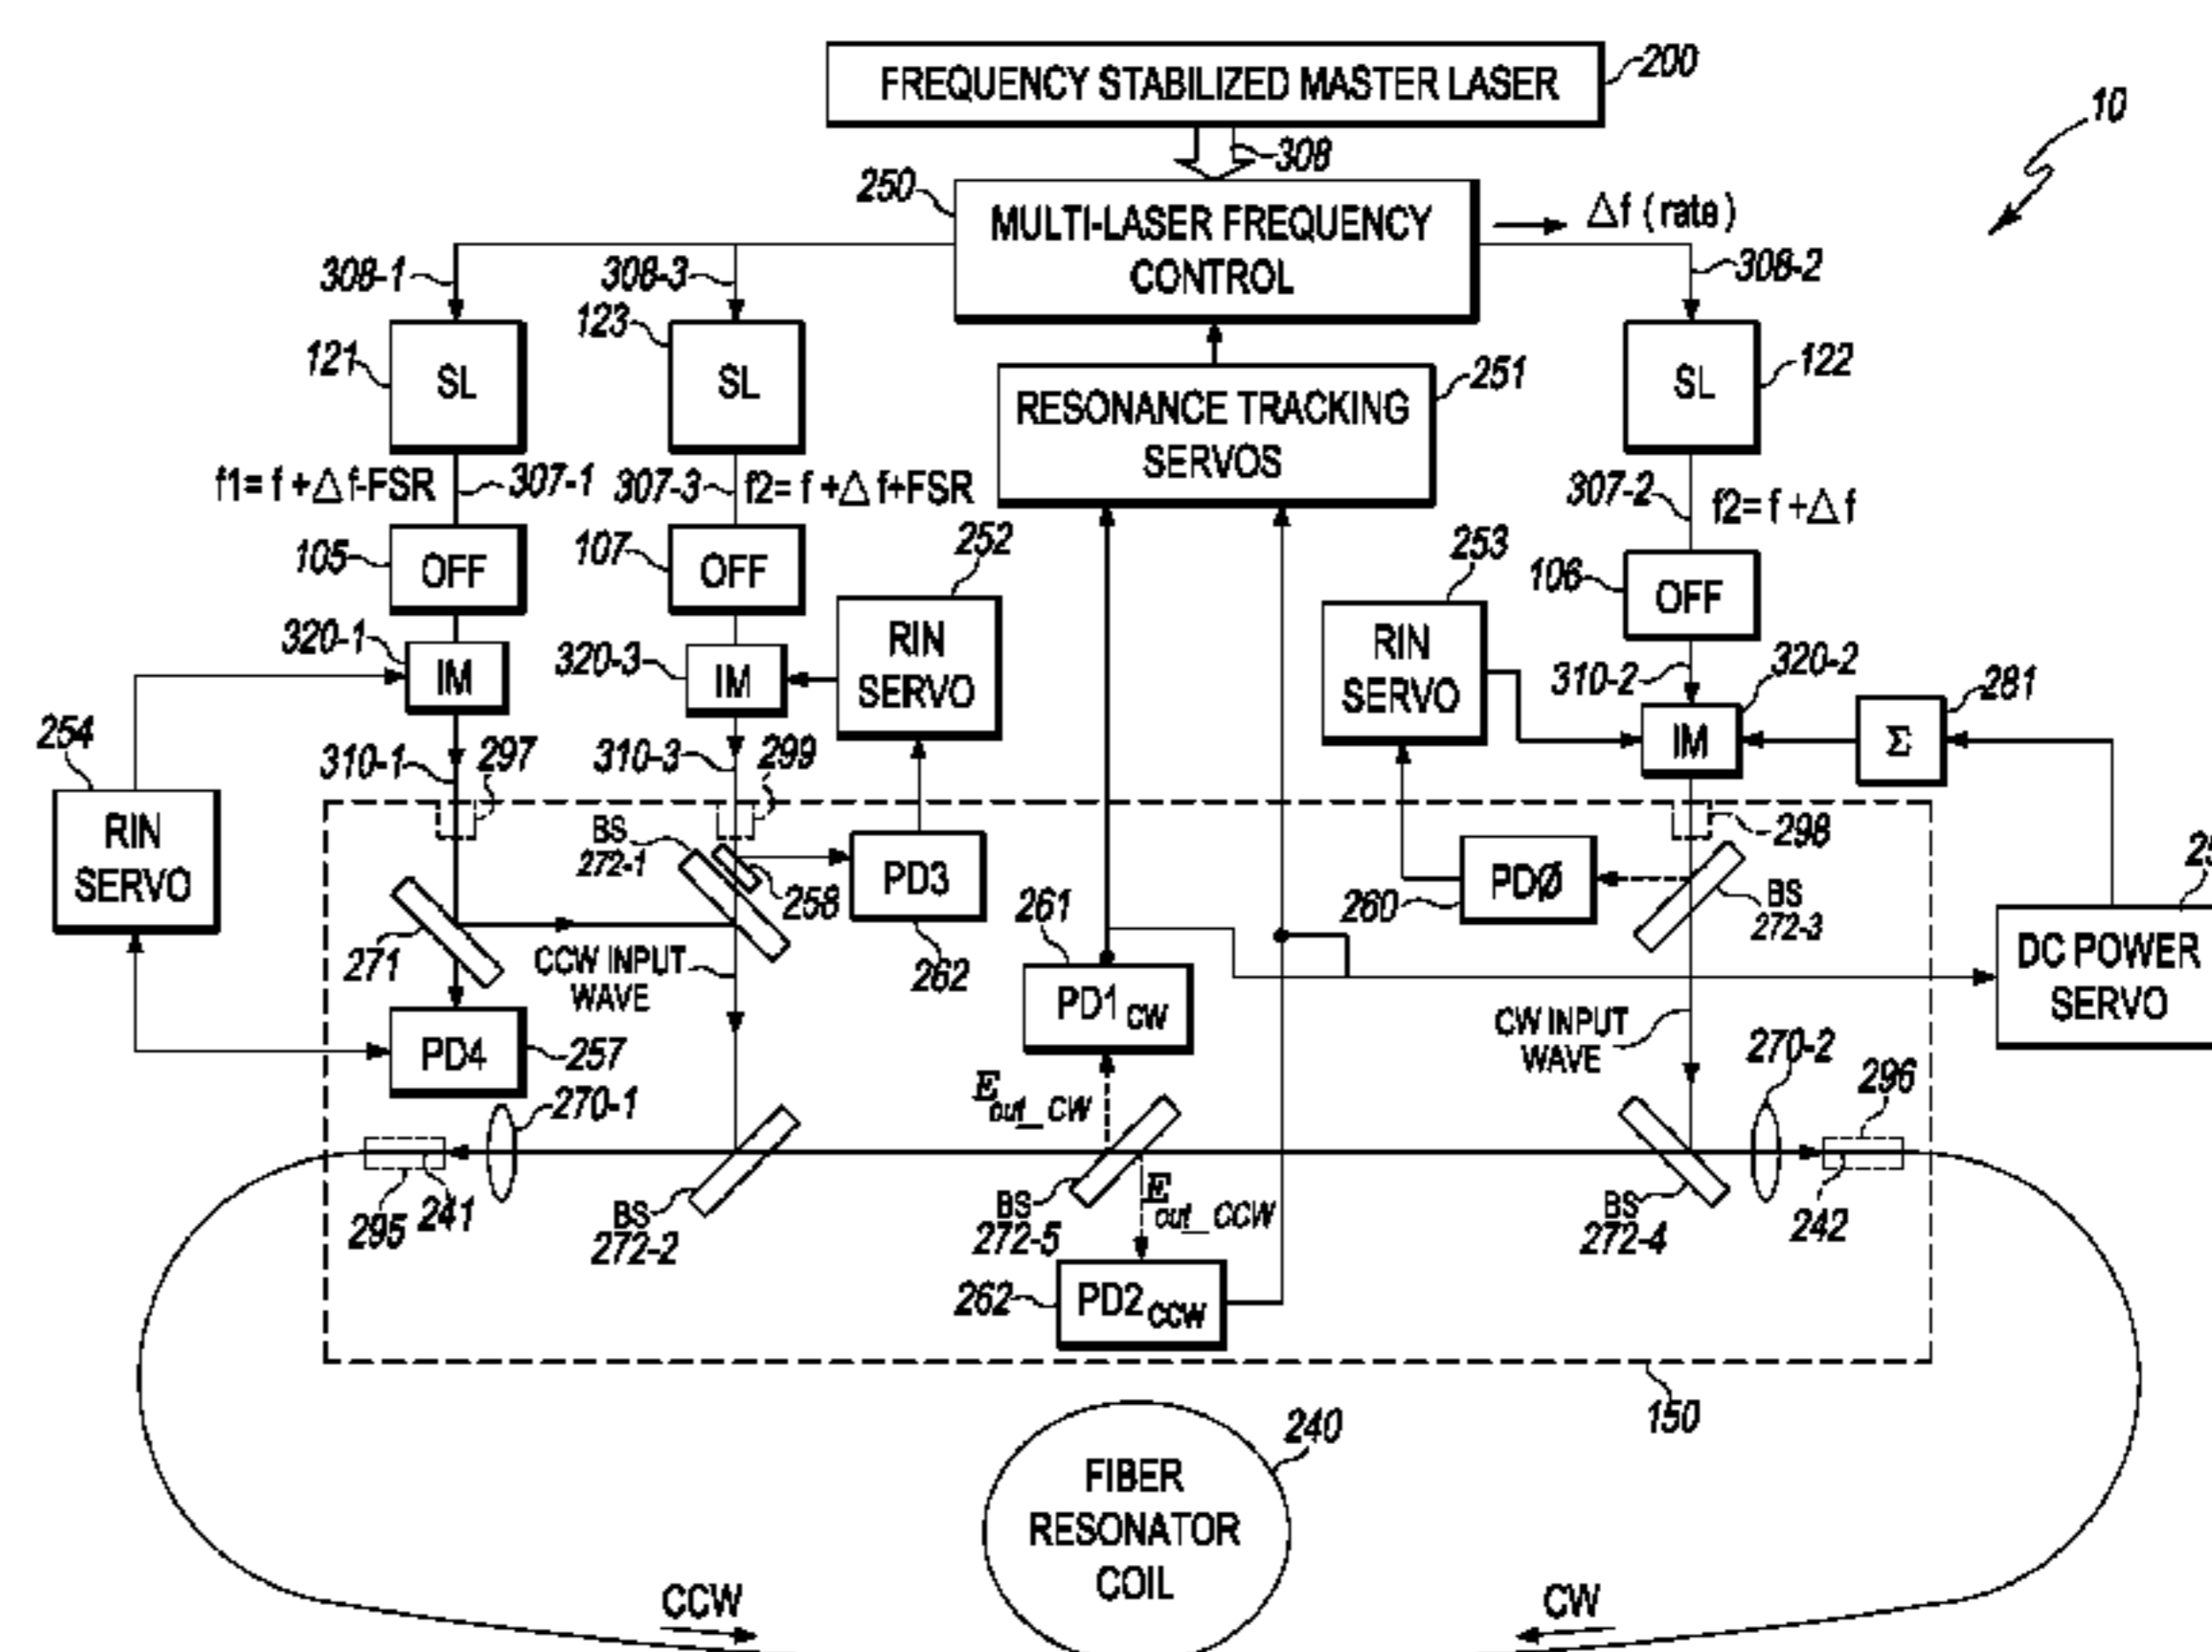 FREQUENCY STABILIZED MASTER LASER
200
10
308
250
MULTI-LASER FREQUENCY
CONTROL
Δf (rate)
308-1
308-3
308-2
121
SL
123
SL
RESONANCE TRACKING
SERVOS
251
SL
122
f1= f +Δf-FSR
307-1
307-3
f2= f +Δf+FSR
307-2
f2= f +Δf
105
OFF
107
OFF
252
253
106
OFF
320-1
IM
320-3
IM
RIN
SERVO
RIN
SERVO
310-2
320-2
IM
281
Σ
254
RIN
SERVO
310-1
297
310-3
299
298
BS
272-1
258
PD3
262
PDØ
260
BS
272-3
271
CCW INPUT
WAVE
261
PD1 CW
DC POWER
SERVO
PD4
257
CW INPUT
WAVE
270-2
296
270-1
E out_CW
295
241
BS
272-2
BS
272-5
E out_CCW
BS
272-4
242
262
PD2 CCW
150
240
FIBER
RESONATOR
COIL
CCW
CW